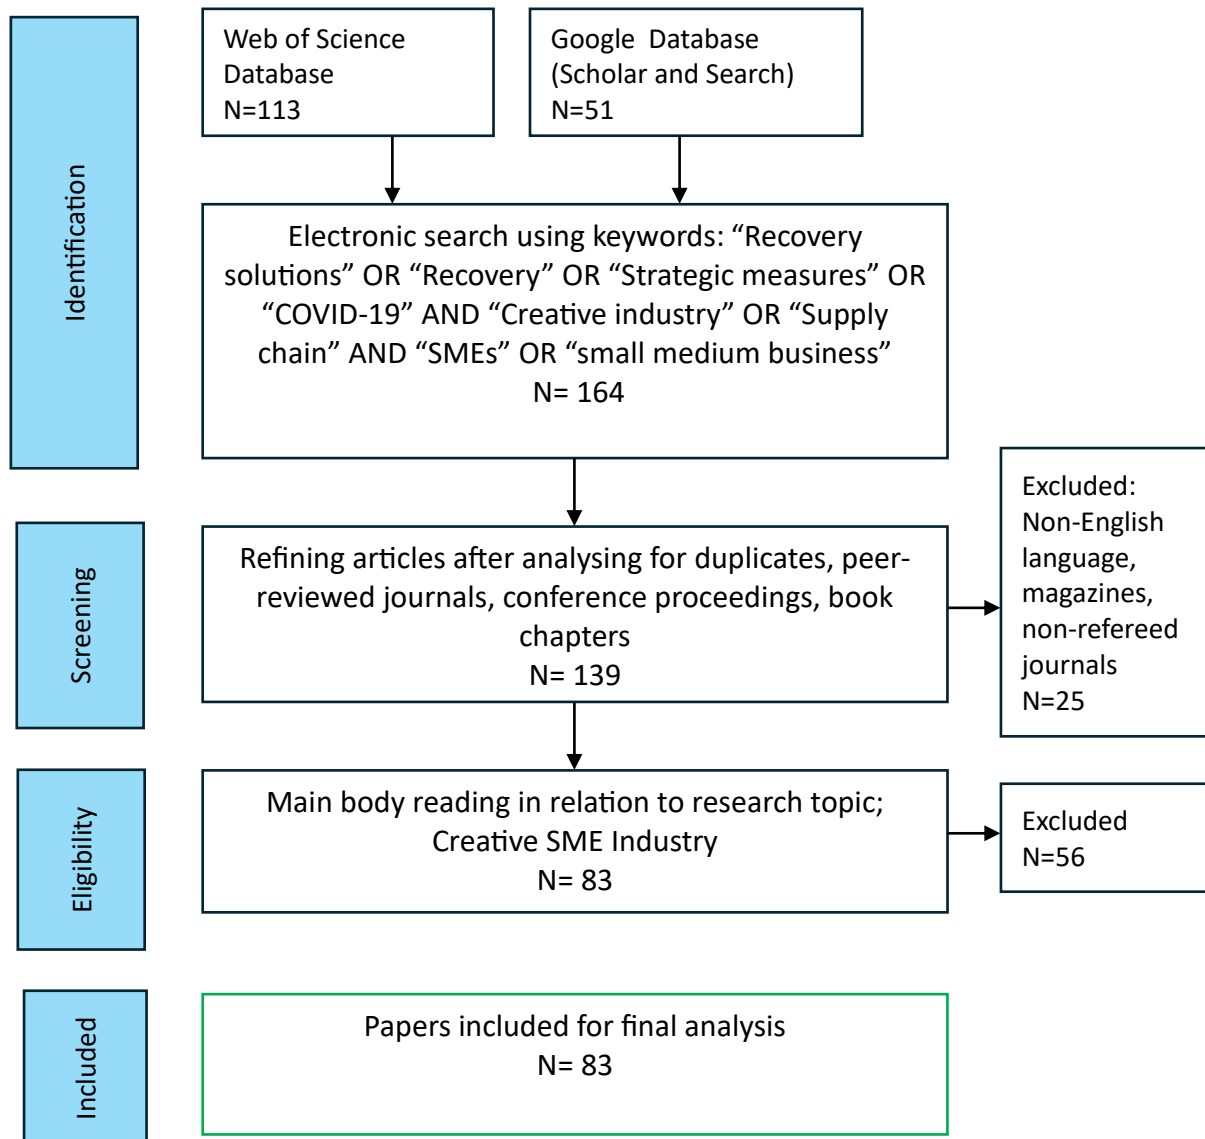 Identification
Web of Science
Database
N=113
Google  Database
(Scholar and Search)
N=51
Electronic search using keywords: “Recovery
solutions” OR “Recovery” OR “Strategic measures” OR
“COVID-19” AND “Creative industry” OR “Supply
chain” AND “SMEs” OR “small medium business”
N= 164
Screening
Refining articles after analysing for duplicates, peer-
reviewed journals, conference proceedings, book
chapters
N= 139
Excluded:
Non-English
language,
magazines,
non-refereed
journals
N=25
Eligibility
Main body reading in relation to research topic;
Creative SME Industry
N= 83
Excluded
N=56
Included
Papers included for final analysis
N= 83